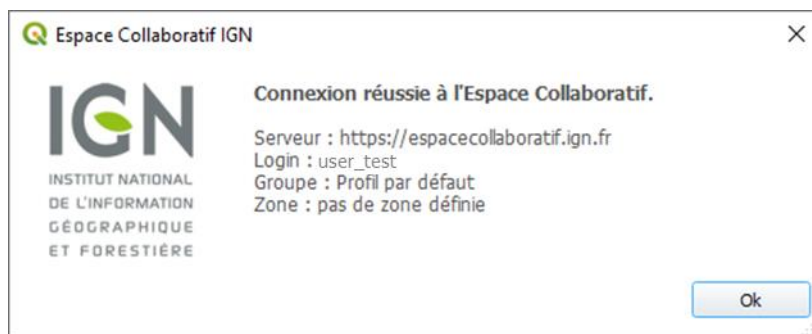 Espace Collaboratif IGN
IGN
INSTITUT NATIONAL
DE L'INFORMATION
GÉOGRAPHIQUE
ET FORESTIÈRE
Connexion réussie à l'Espace Collaboratif.
Serveur : https://espacecollaboratif.ign.fr
Login : user_test
Groupe : Profil par défaut
Zone : pas de zone définie
Ok